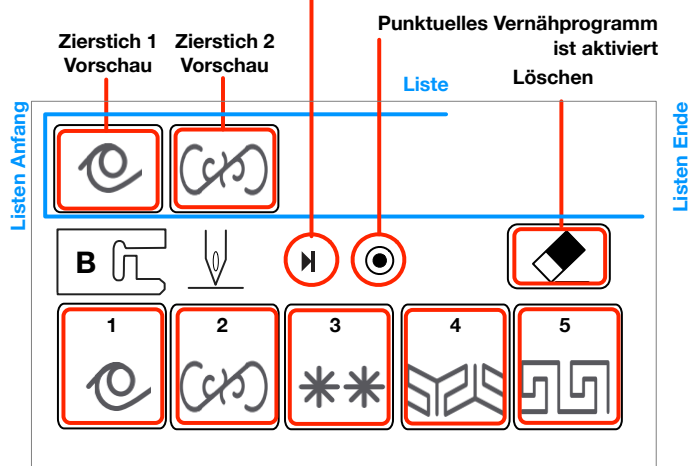 Punktuelles Vernähprogramm
ist aktiviert
Zierstich 1
Vorschau
Zierstich 2
Vorschau
Liste
Löschen
Listen Anfang
Listen Ende
B
1
2
3
4
5